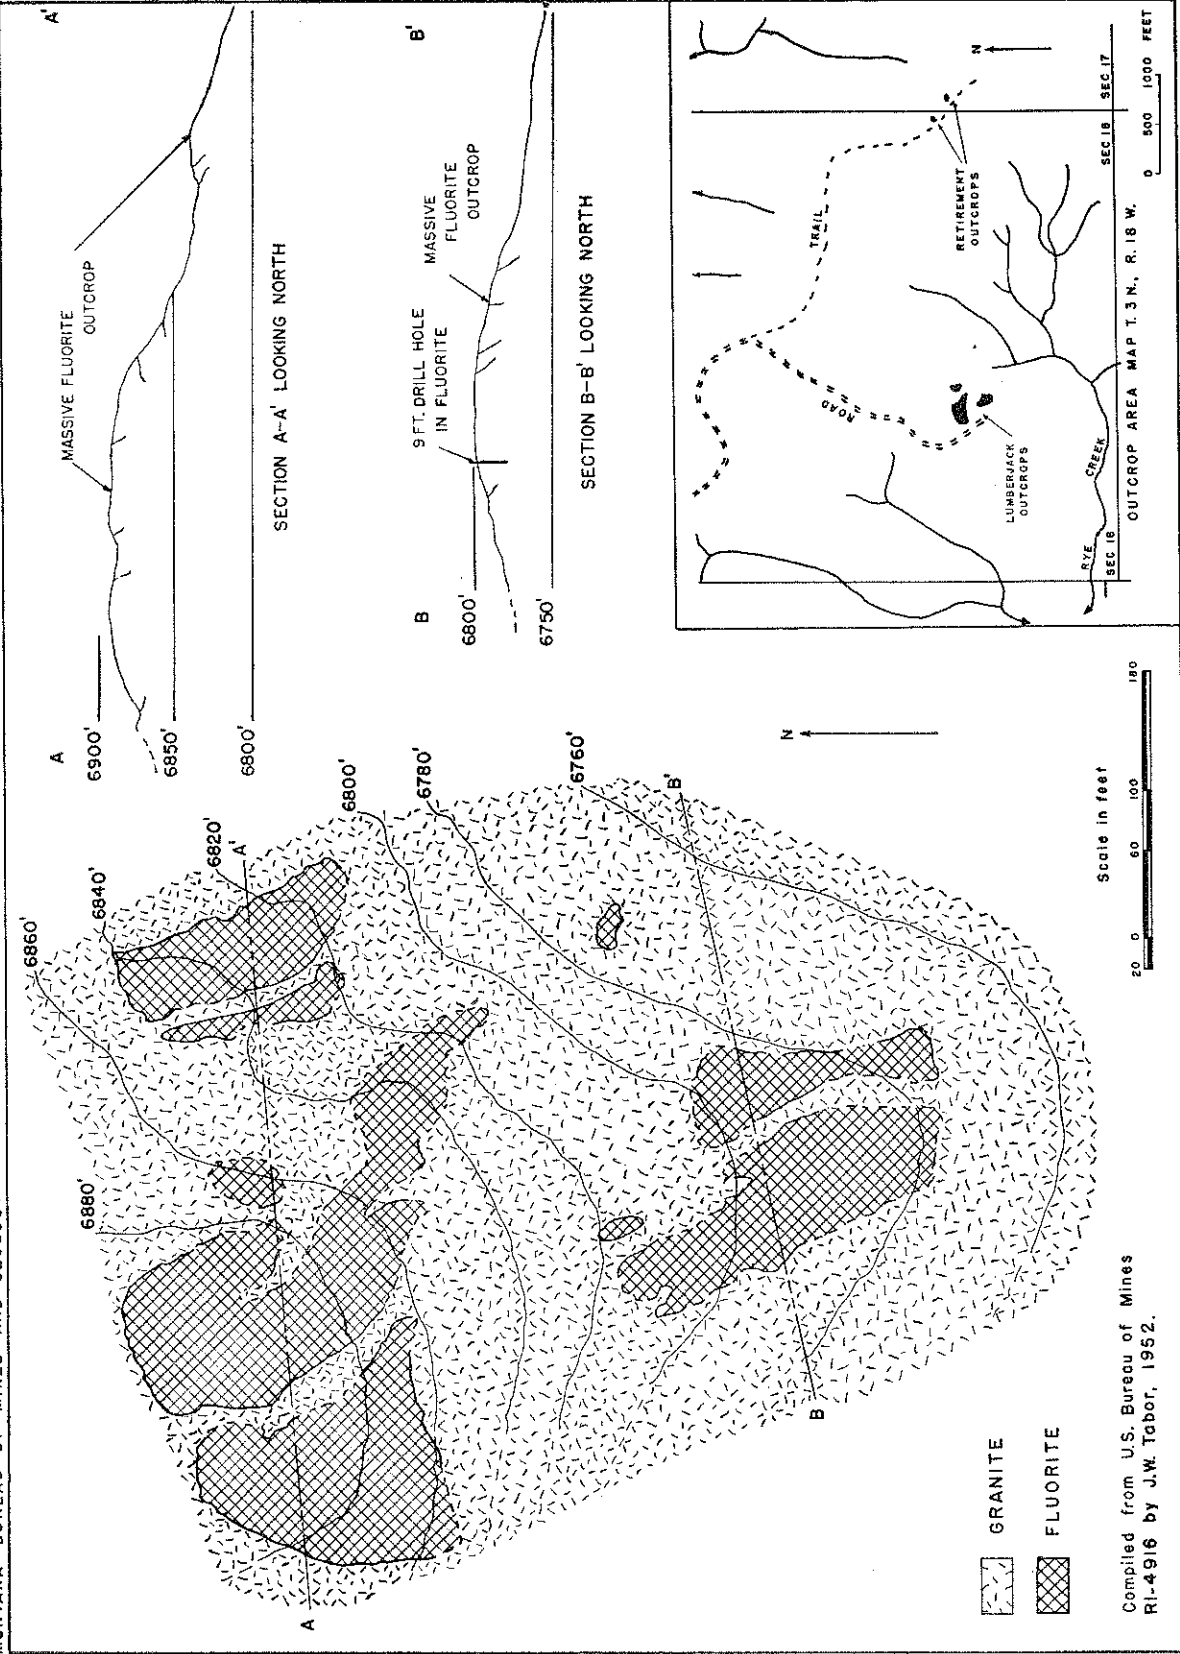 6860'
6840'
6820'
A'
6800'
6780'
6880'
6760'
B'
A
B
N
GRANITE
FLUORITE
Compiled from U.S. Bureau of Mines
RI-4916 by J.W. Tabor, 1952.
Scale in feet
20 0 60 100 180
A
A'
6900'
6850'
6800'
MASSIVE FLUORITE
OUTCROP
SECTION A-A' LOOKING NORTH
B
B'
6800'
6750'
9 FT. DRILL HOLE
IN FLUORITE
MASSIVE
FLUORITE
OUTCROP
SECTION B-B' LOOKING NORTH
TRAIL
ROAD
RETIREMENT
OUTCROPS
LUMBERJACK
OUTCROPS
RYE CREEK
N
SEC 18
SEC 18 SEC 17
OUTCROP AREA MAP T. 3 N., R. 18 W.
0 500 1000 FEET